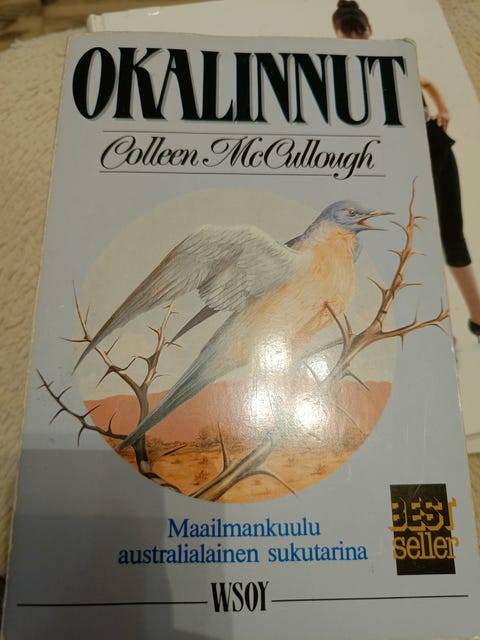 OKALINNUT
Colleen McCullough
Maailmankuulu
australialainen sukutarina
BEST
seller
WSOY